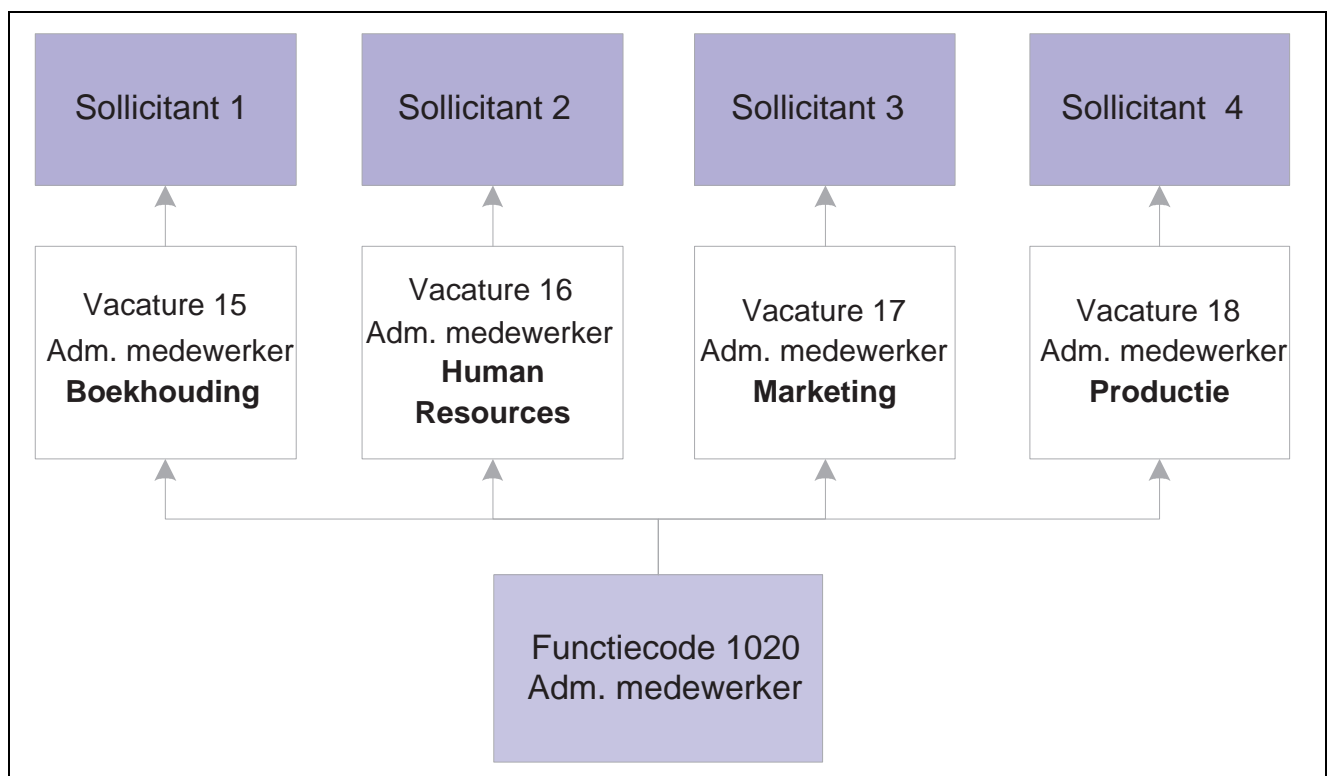 Sollicitant 1
Sollicitant 2
Sollicitant 3
Sollicitant 4
Vacature 15
Adm. medewerker
Boekhouding
Vacature 16
Adm. medewerker
Human
Resources
Vacature 17
Adm. medewerker
Marketing
Vacature 18
Adm. medewerker
Productie
Functiecode 1020
Adm. medewerker